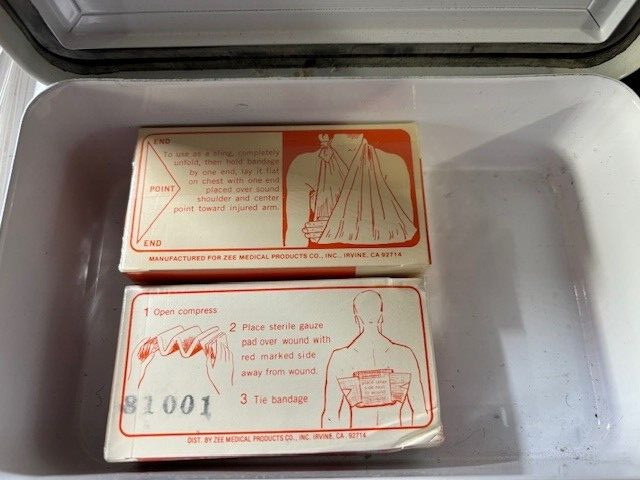 END
To use as a sling, completely
unfold, then hold bandage
by one end, lay it flat
on chest with one end
POINT
placed over sound
shoulder and center
point toward injured arm.
END
MANUFACTURED FOR ZEE MEDICAL PRODUCTS CO., INC., IRVINE, CA 92714
1 Open compress
2 Place sterile gauze
pad over wound with
red marked side
away from wound.
3 Tie bandage
81001
DIST. BY ZEE MEDICAL PRODUCTS CO., INC. IRVINE, CA. 92714